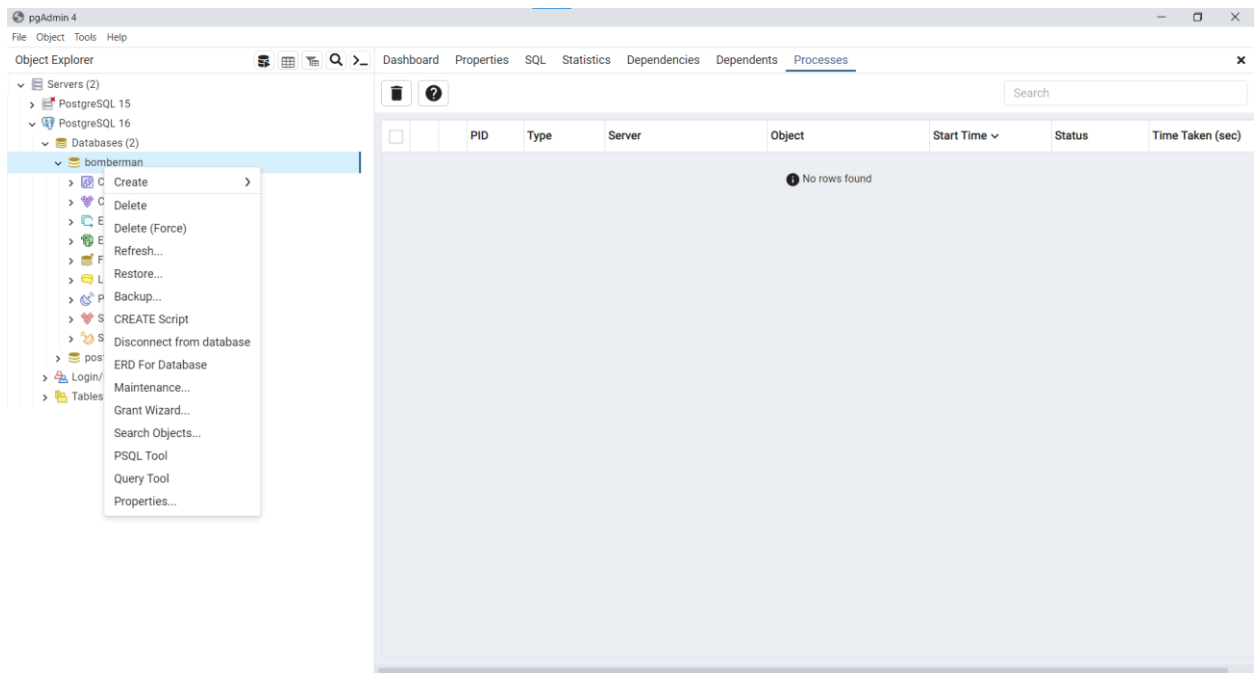 pgAdmin 4
File Object Tools Help
Object Explorer
Dashboard Properties SQL Statistics Dependencies Dependents Processes
Servers (2)
PostgreSQL 15
PostgreSQL 16
Databases (2)
bomberman
C
C
E
E
F
L
P
S
S
pos
Login/
Tables
Create
Delete
Delete (Force)
Refresh...
Restore...
Backup...
CREATE Script
Disconnect from database
ERD For Database
Maintenance...
Grant Wizard...
Search Objects...
PSQL Tool
Query Tool
Properties...
Search
PID Type Server Object Start Time Status Time Taken (sec)
No rows found